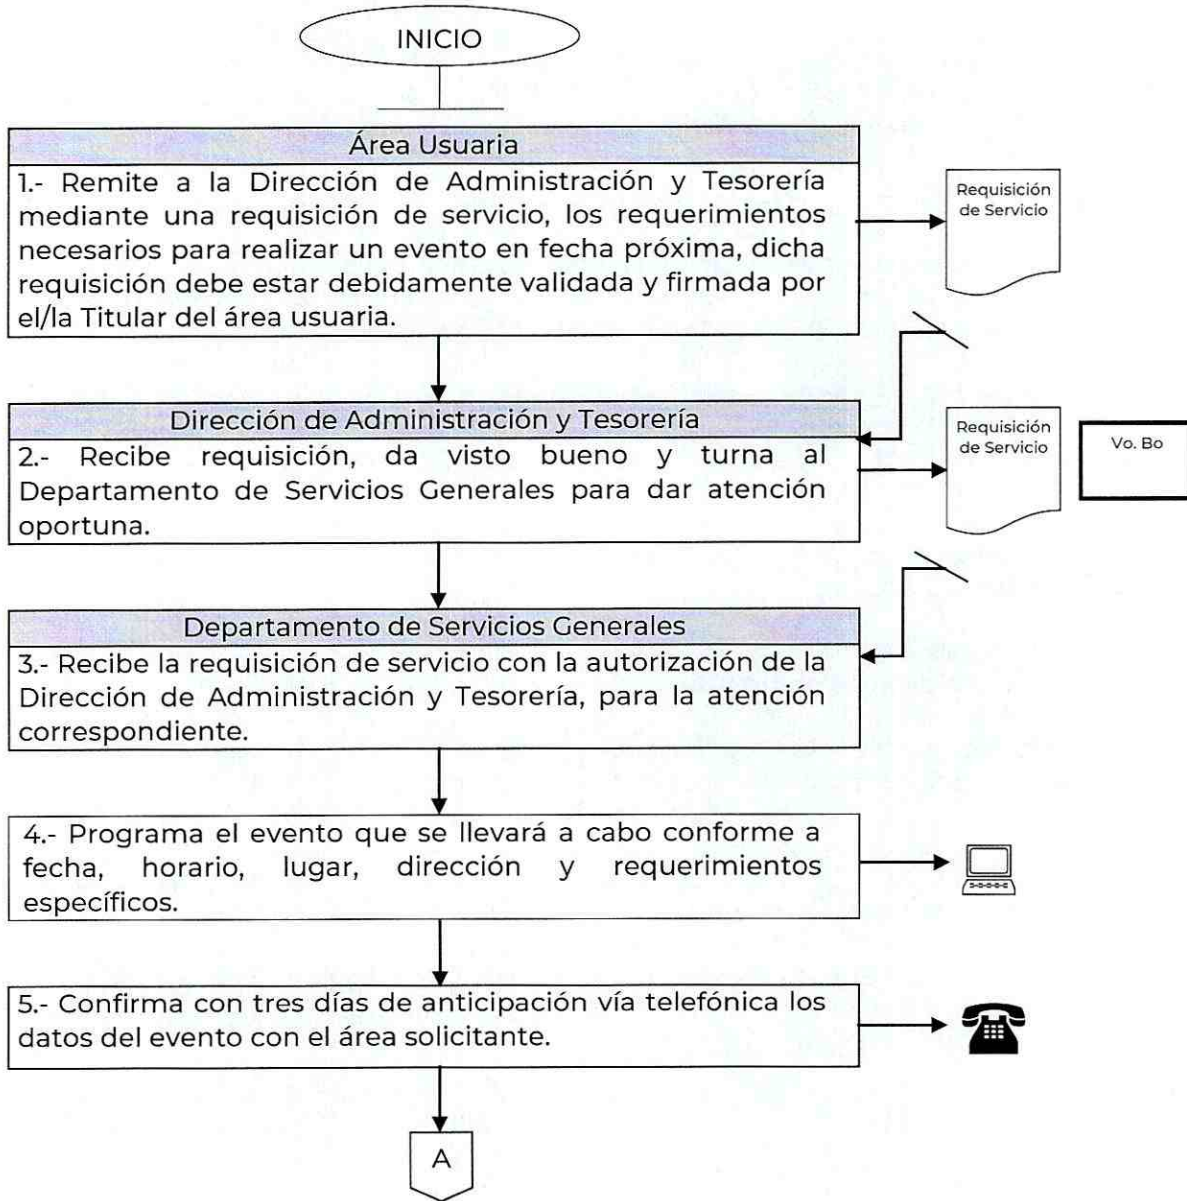 INICIO
Área Usuaria
1.- Remite a la Dirección de Administración y Tesorería
mediante una requisición de servicio, los requerimientos
necesarios para realizar un evento en fecha próxima, dicha
requisición debe estar debidamente validada y firmada por
el/la Titular del área usuaria.
Requisición
de Servicio
Dirección de Administración y Tesorería
2.- Recibe requisición, da visto bueno y turna al
Departamento de Servicios Generales para dar atención
oportuna.
Requisición
de Servicio
Vo. Bo
Departamento de Servicios Generales
3.- Recibe la requisición de servicio con la autorización de la
Dirección de Administración y Tesorería, para la atención
correspondiente.
4.- Programa el evento que se llevará a cabo conforme a
fecha, horario, lugar, dirección y requerimientos
específicos.
5.- Confirma con tres días de anticipación vía telefónica los
datos del evento con el área solicitante.
A